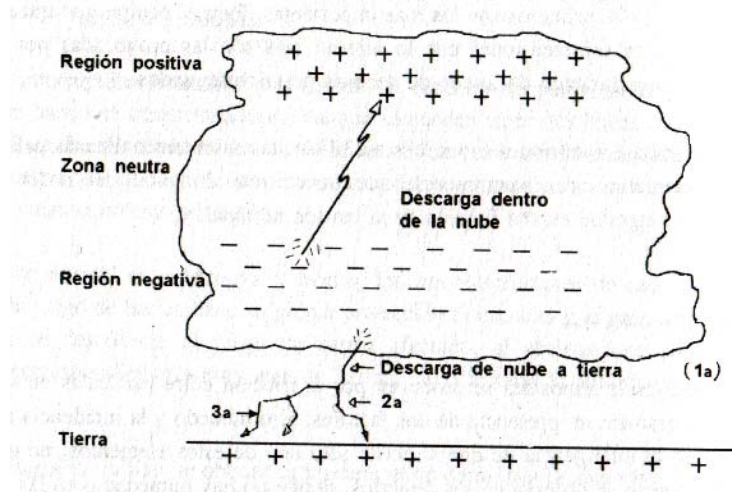 Región positiva
Zona neutra
Descarga dentro
de la nube
Región negativa
Descarga de nube a tierra (1a)
3a
2a
Tierra